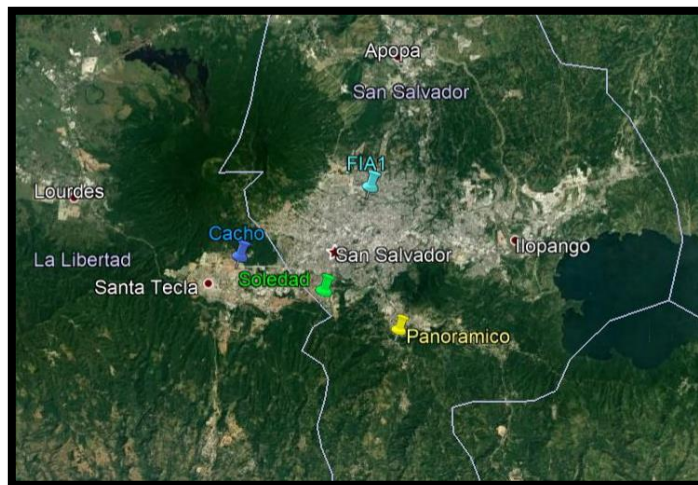 Apopa
San Salvador
FIA1
Lourdes
Cacho
La Libertad
San Salvador
Ilopango
Santa Tecla
Soledad
Panoramico